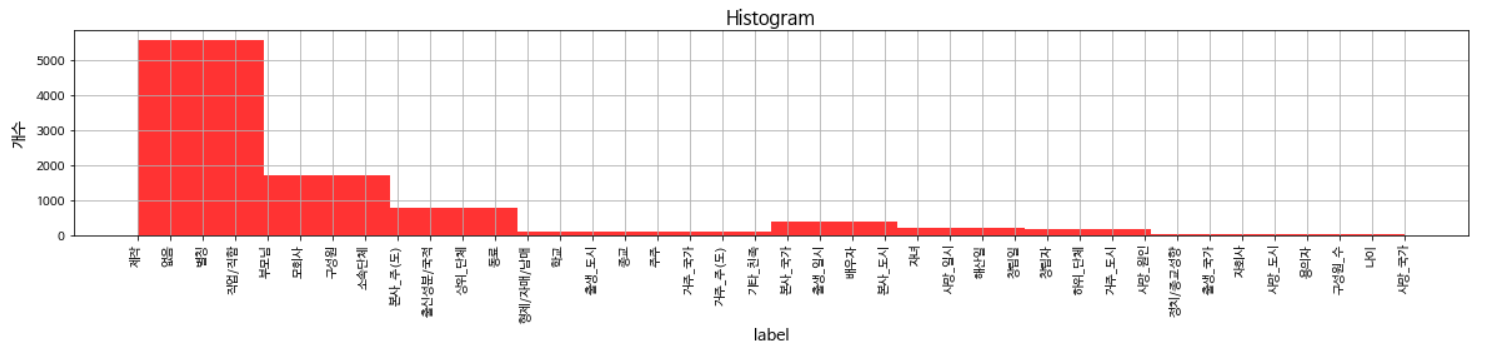 Histogram
개수
5000
4000
3000
2000
1000
0
제작
없음
별칭
직업/직함
부모님
모회사
구성원
소속단체
본사_주(도)
출신성분/국적
상위_단체
동료
형제/자매/남매
학교
출생_도시
종교
주주
거주_국가
거주_주(도)
기타_친족
본사_국가
출생_일시
배우자
본사_도시
자녀
사망_일시
해산일
창립일
창립자
하위_단체
거주_도시
사망_원인
정치/종교성향
출생_국가
자회사
사망_도시
용의자
구성원_수
나이
사망_국가
label